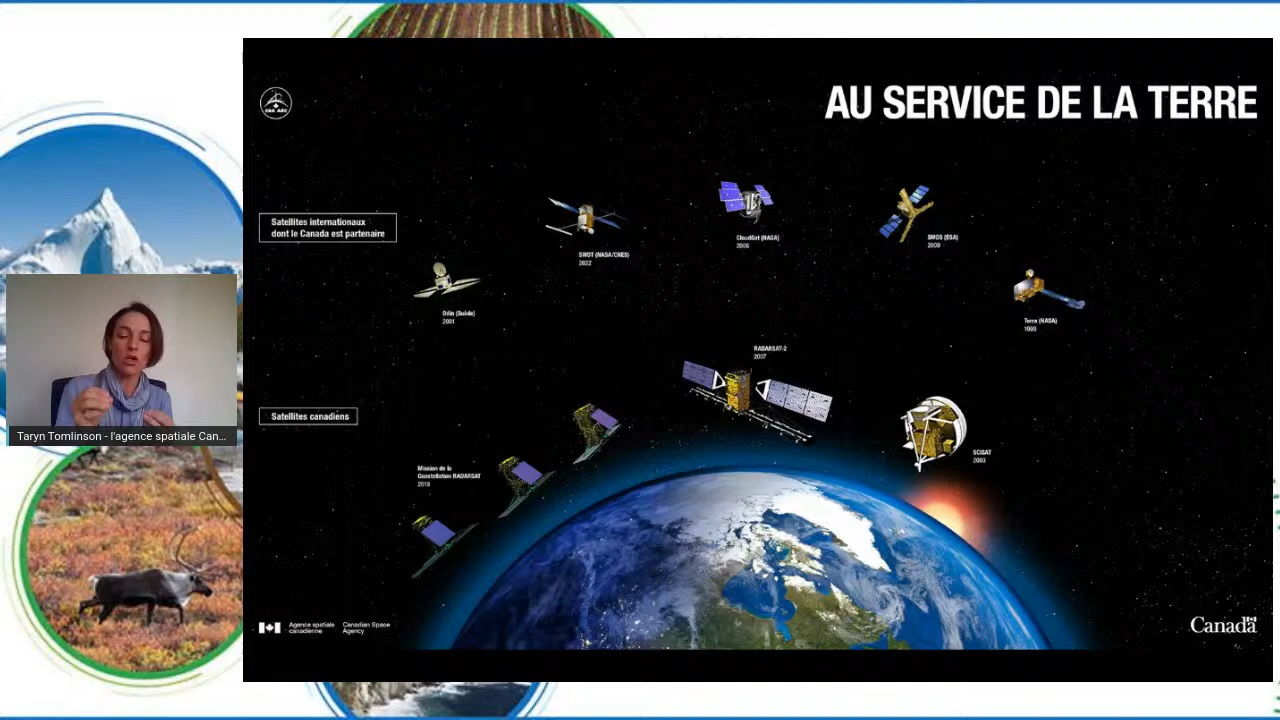 AU SERVICE DE LA TERRE
CSA ASC
Satellites internationaux
dont le Canada est partenaire
SWOT (NASA/CNES)
2022
CloudSat (NASA)
2006
SMOS (ESA)
2009
Odin (Suède)
2001
Terra (NASA)
1999
RADARSAT-2
2007
Satellites canadiens
SCISAT
2003
Mission de la
Constellation RADARSAT
2019
Taryn Tomlinson - l'agence spatiale Can...
Agence spatiale
canadienne
Canadian Space
Agency
Canada